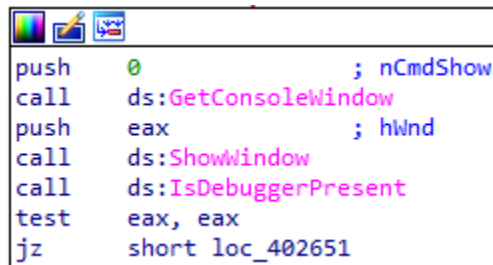 push 0 ; nCmdShow
call ds:GetConsoleWindow
push eax ; hWnd
call ds:ShowWindow
call ds:IsDebuggerPresent
test eax, eax
jz short loc_402651